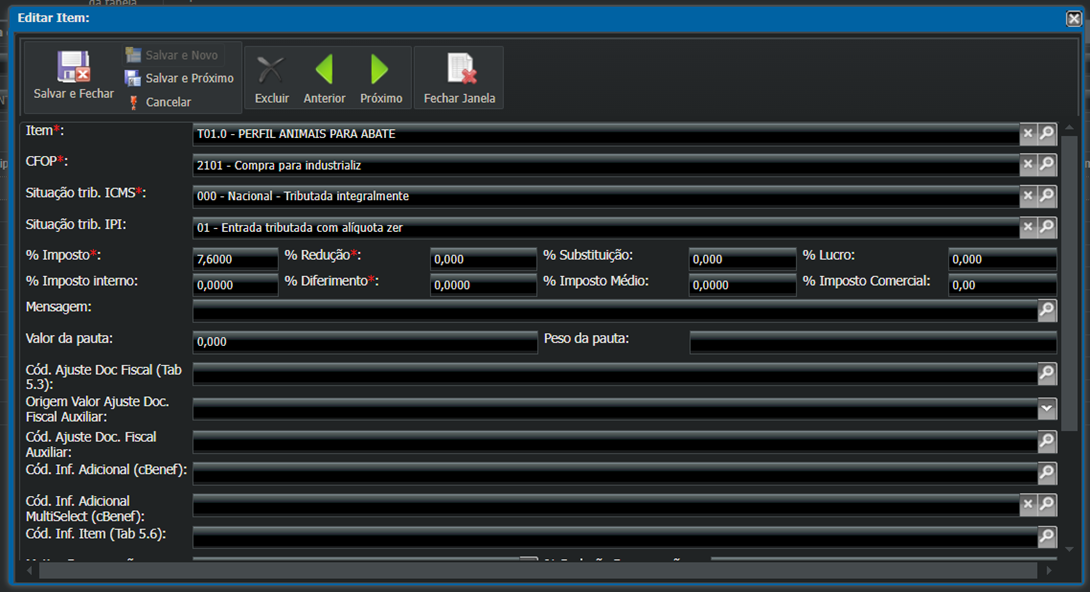 da tabela
Editar Item:
Salvar e Fechar
Salvar e Novo
Salvar e Próximo
Cancelar
Excluir
Anterior
Próximo
Fechar Janela
Item*: T01.0 - PERFIL ANIMAIS PARA ABATE
CFOP*: 2101 - Compra para industrializ
Situação trib. ICMS*: 000 - Nacional - Tributada integralmente
Situação trib. IPI: 01 - Entrada tributada com alíquota zer
% Imposto*: 7,6000 % Redução*: 0,000 % Substituição: 0,000 % Lucro: 0,000
% Imposto interno: 0,0000 % Diferimento*: 0,0000 % Imposto Médio: 0,0000 % Imposto Comercial: 0,00
Mensagem:
Valor da pauta: 0,000 Peso da pauta:
Cód. Ajuste Doc Fiscal (Tab
5.3):
Origem Valor Ajuste Doc.
Fiscal Auxiliar:
Cód. Ajuste Doc. Fiscal
Auxiliar:
Cód. Inf. Adicional (cBenef):
Cód. Inf. Adicional
MultiSelect (cBenef):
Cód. Inf. Item (Tab 5.6):